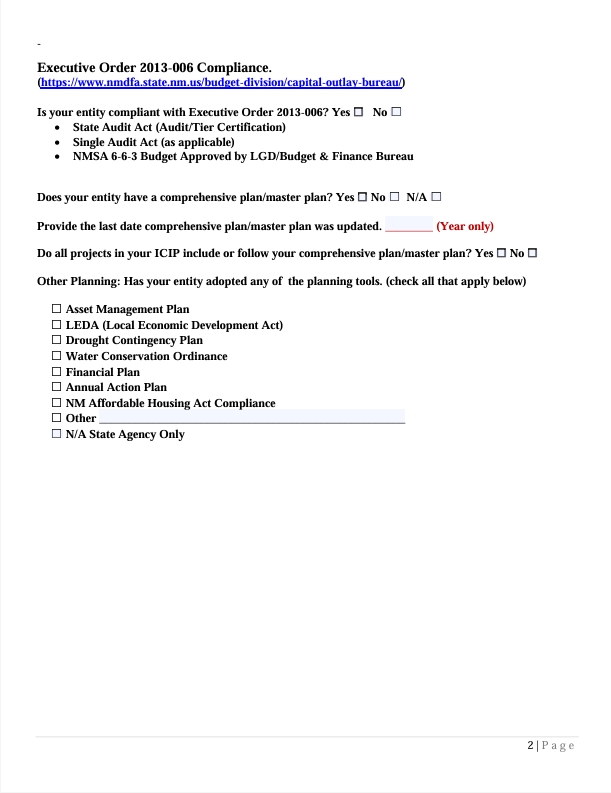 -
Executive Order 2013-006 Compliance.
(https://www.nmdfa.state.nm.us/budget-division/capital-outlay-bureau/)
Is your entity compliant with Executive Order 2013-006? Yes ☐ No ☐
• State Audit Act (Audit/Tier Certification)
• Single Audit Act (as applicable)
• NMSA 6-6-3 Budget Approved by LGD/Budget & Finance Bureau
Does your entity have a comprehensive plan/master plan? Yes ☐ No ☐ N/A ☐
Provide the last date comprehensive plan/master plan was updated. ________ (Year only)
Do all projects in your ICIP include or follow your comprehensive plan/master plan? Yes ☐ No ☐
Other Planning: Has your entity adopted any of the planning tools. (check all that apply below)
☐ Asset Management Plan
☐ LEDA (Local Economic Development Act)
☐ Drought Contingency Plan
☐ Water Conservation Ordinance
☐ Financial Plan
☐ Annual Action Plan
☐ NM Affordable Housing Act Compliance
☐ Other ________________________
☐ N/A State Agency Only
2 | P a g e